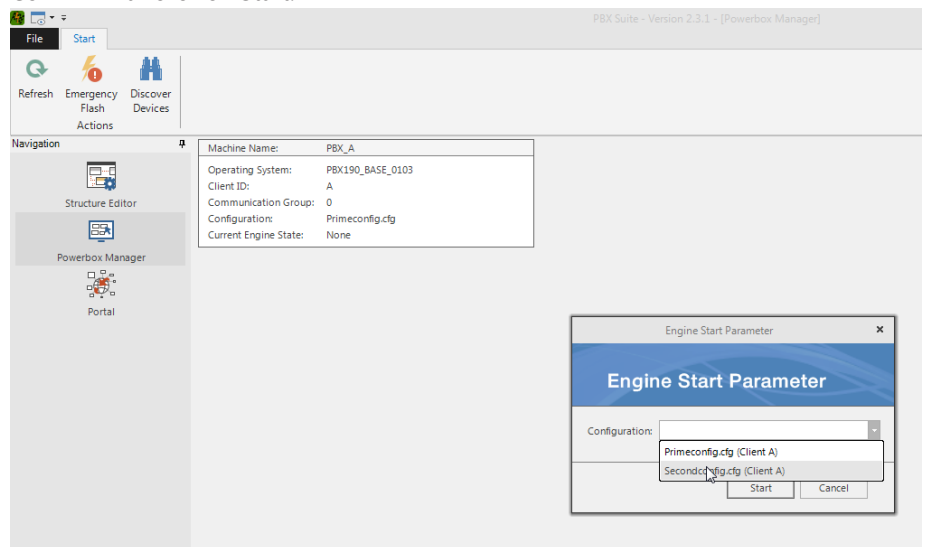 PBX Suite - Version 2.3.1 - [Powerbox Manager]
File Start
Refresh
Emergency Flash
Discover Devices
Actions
Navigation
Structure Editor
Powerbox Manager
Portal
Machine Name: PBX_A
Operating System: PBX190_BASE_0103
Client ID: A
Communication Group: 0
Configuration: Primeconfig.cfg
Current Engine State: None
Engine Start Parameter
Engine Start Parameter
Configuration:
Primeconfig.cfg (Client A)
Secondconfig.cfg (Client A)
Start Cancel